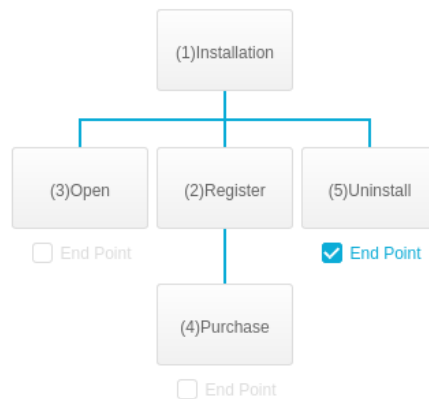 (1)Installation
(3)Open
(2)Register
(5)Uninstall
End Point
End Point
(4)Purchase
End Point